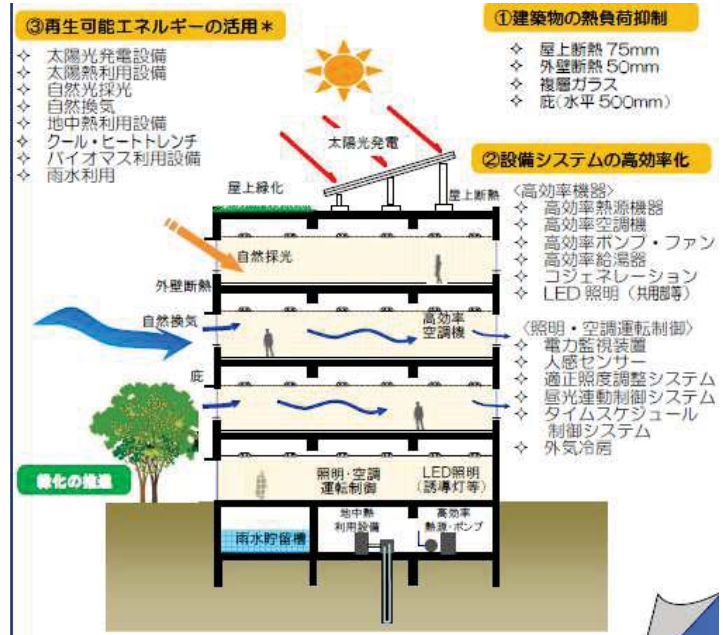 ③再生可能エネルギーの活用＊
✧ 太陽光発電設備
✧ 太陽熱利用設備
✧ 自然光採光
✧ 自然換気
✧ 地中熱利用設備
✧ クール・ヒートトレンチ
✧ バイオマス利用設備
✧ 雨水利用
①建築物の熱負荷抑制
✧ 屋上断熱 75mm
✧ 外壁断熱 50mm
✧ 複層ガラス
✧ 庇(水平 500mm)
②設備システムの高効率化
〈高効率機器〉
✧ 高効率熱源機器
✧ 高効率空調機
✧ 高効率ポンプ・ファン
✧ 高効率給湯器
✧ コジェネレーション
✧ LED 照明（共用部等）
〈照明・空調運転制御〉
✧ 電力監視装置
✧ 人感センサー
✧ 適正照度調整システム
✧ 昼光連動制御システム
✧ タイムスケジュール
制御システム
✧ 外気冷房
太陽光発電
屋上緑化
屋上断熱
自然採光
外壁断熱
自然換気
高効率
空調機
庇
緑化の推進
照明・空調
運転制御
LED照明
（誘導灯等）
雨水貯留槽
地中熱
利用設備
高効率
熱源・ポンプ